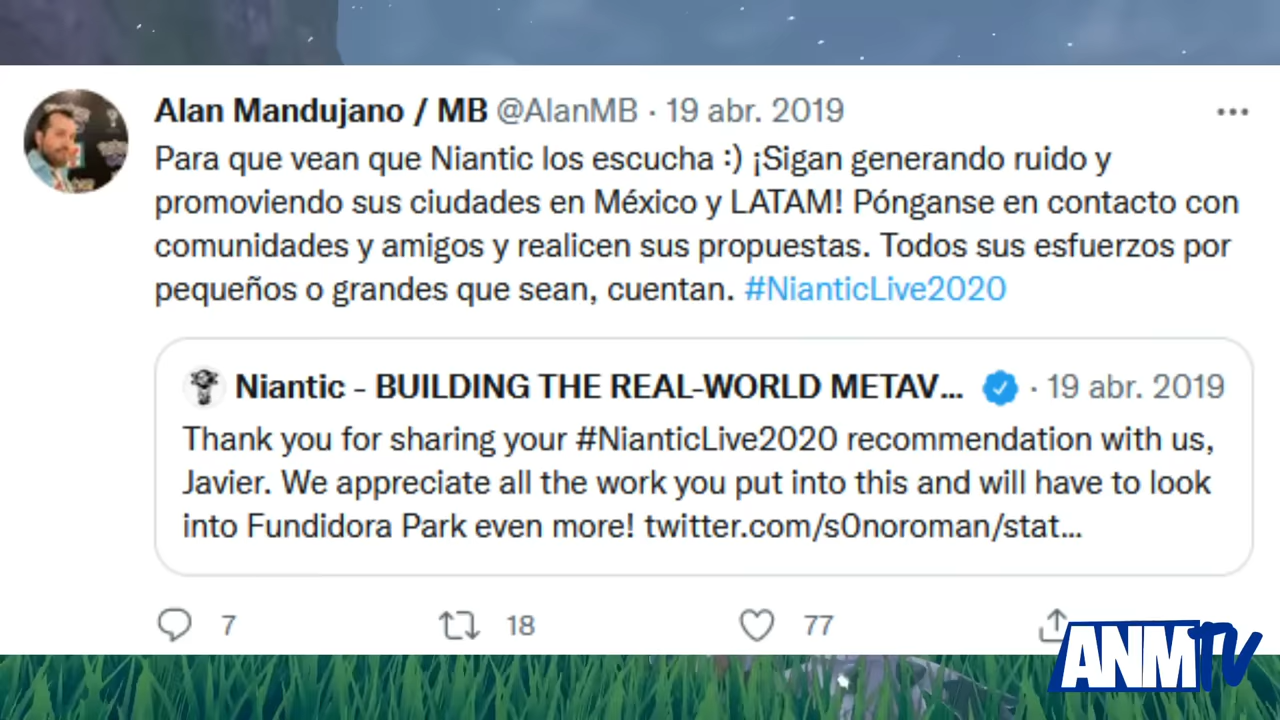 Alan Mandujano / MB @AlanMB · 19 abr. 2019
Para que vean que Niantic los escucha :) ¡Sigan generando ruido y
promoviendo sus ciudades en México y LATAM! Pónganse en contacto con
comunidades y amigos y realicen sus propuestas. Todos sus esfuerzos por
pequeños o grandes que sean, cuentan. #NianticLive2020
Niantic - BUILDING THE REAL-WORLD METAV... · 19 abr. 2019
Thank you for sharing your #NianticLive2020 recommendation with us,
Javier. We appreciate all the work you put into this and will have to look
into Fundidora Park even more! twitter.com/s0noroman/stat...
7 18 77
ANMTV